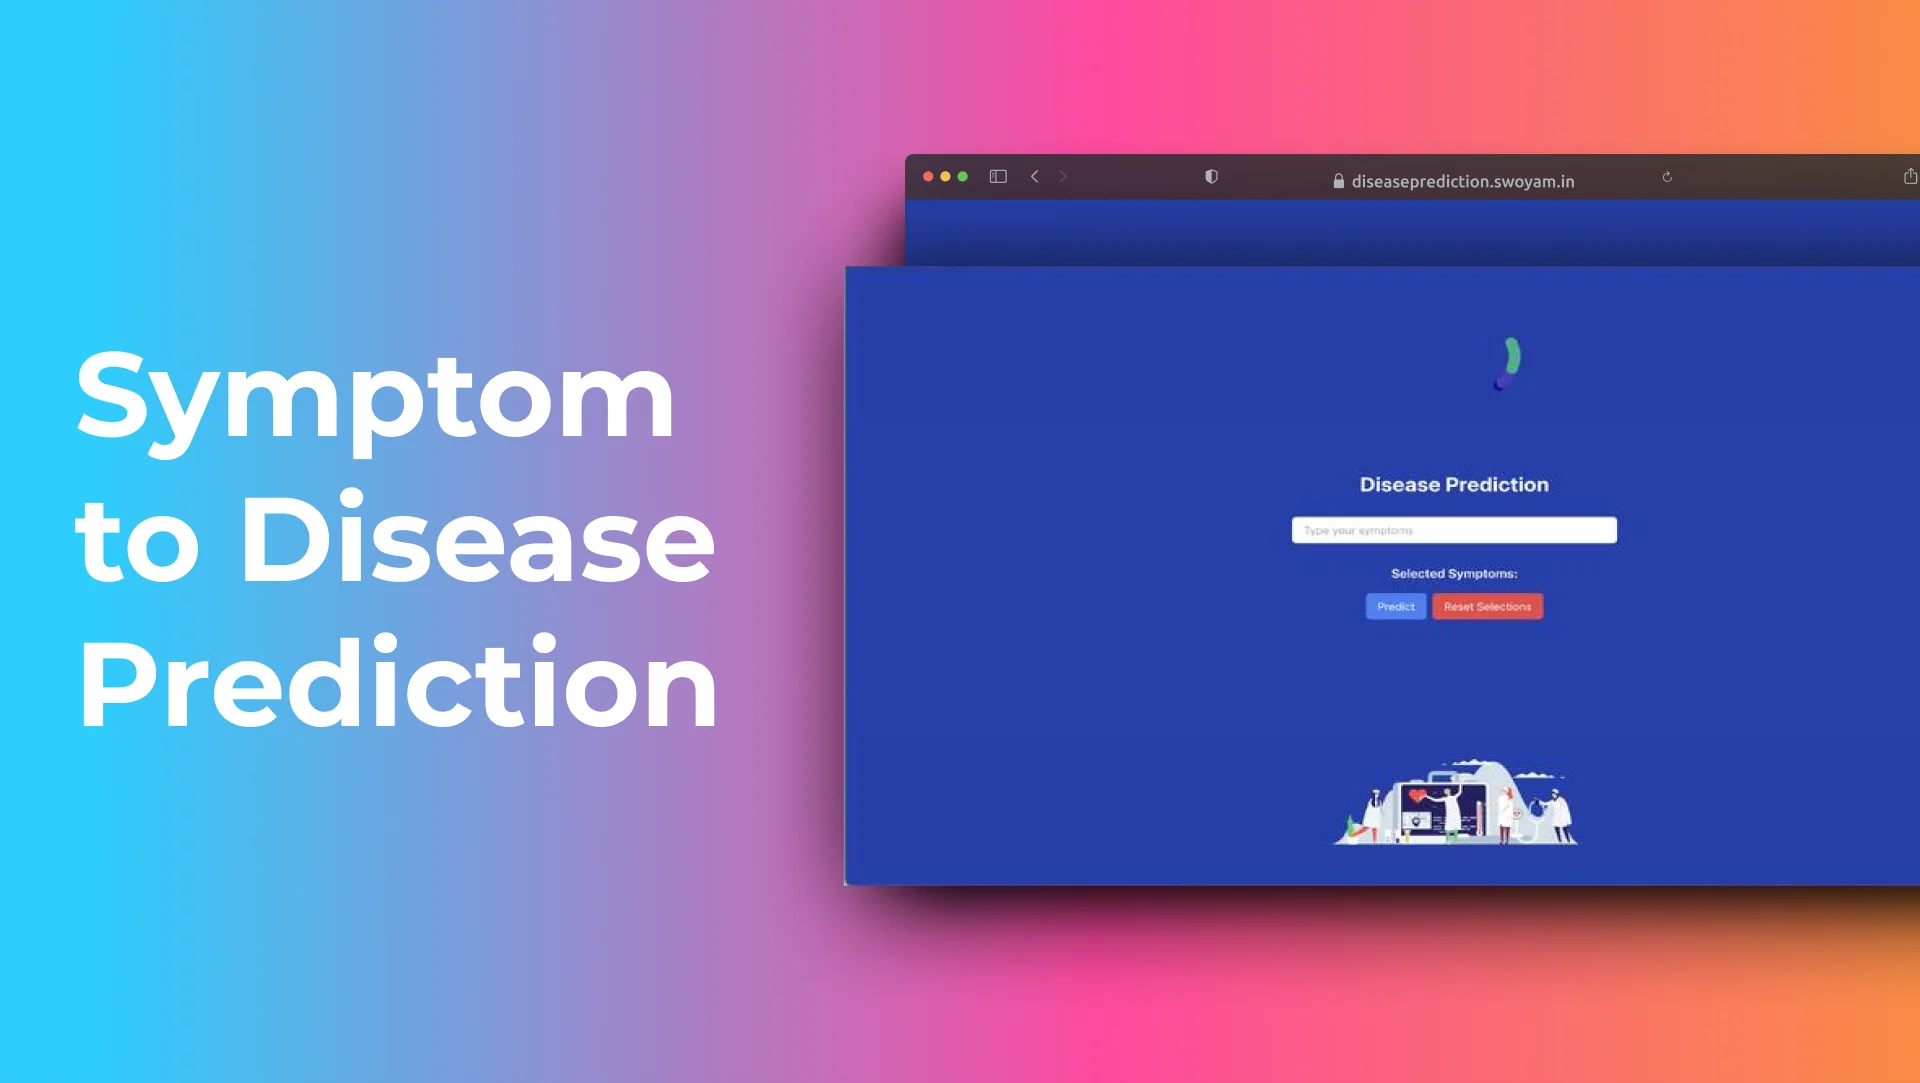 Symptom
to Disease
Prediction
diseaseprediction.swoyam.in
Disease Prediction
Type your symptoms
Selected Symptoms:
Predict
Reset Selections